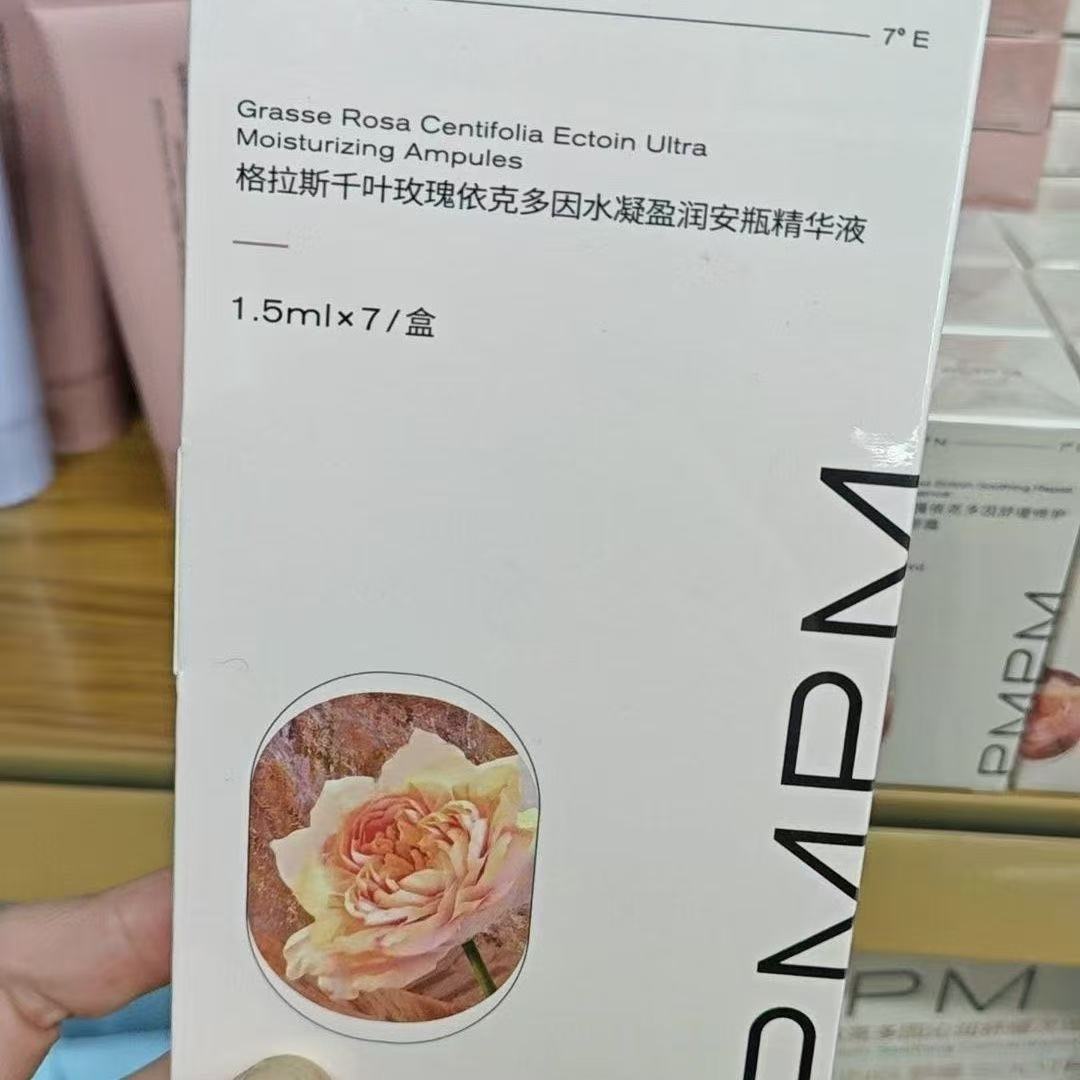 7° E
Grasse Rosa Centifolia Ectoin Ultra
Moisturizing Ampules
格拉斯千叶玫瑰依克多因水凝盈润安瓶精华液
1.5ml×7/盒
PMPM
PMPM
PM